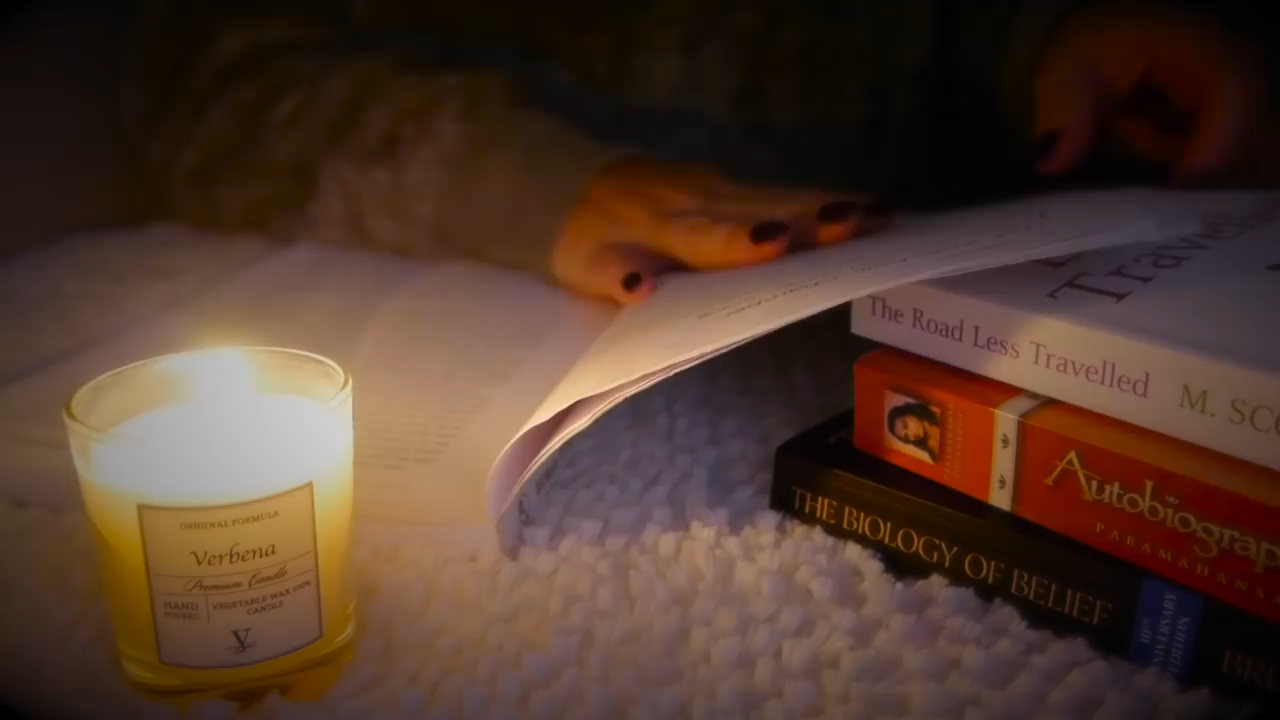 ORIGINAL FORMULA
Verbena
Premium Candle
HAND
POURED
VEGETABLE WAX 100%
CANDLE
V
Travel
The Road Less Travelled M. SC
Autobiograp
PARAMAHANS
THE BIOLOGY OF BELIEF
10TH
ANNIVERSARY
EDITION
BR